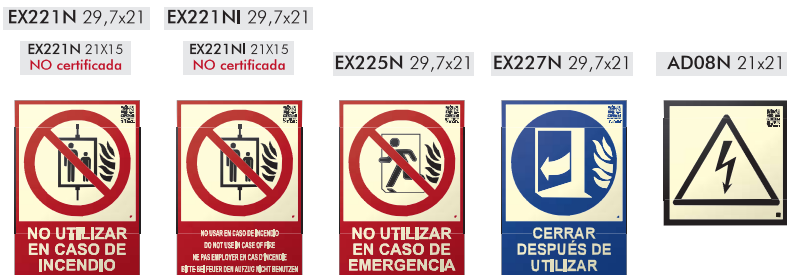 EX221N 29,7x21
EX221N 21X15
NO certificada
NO UTILIZAR
EN CASO DE
INCENDIO
EX221NI 29,7x21
EX221NI 21X15
NO certificada
NO USAR EN CASO DE INCENDIO
DO NOT USE IN CASE OF FIRE
NE PAS EMPLOYER EN CAS D'INCENDIE
BITTE BEI FEUER DEN AUFZUG NICHT BENUTZEN
EX225N 29,7x21
NO UTILIZAR
EN CASO DE
EMERGENCIA
EX227N 29,7x21
CERRAR
DESPUÉS DE
UTILIZAR
AD08N 21x21